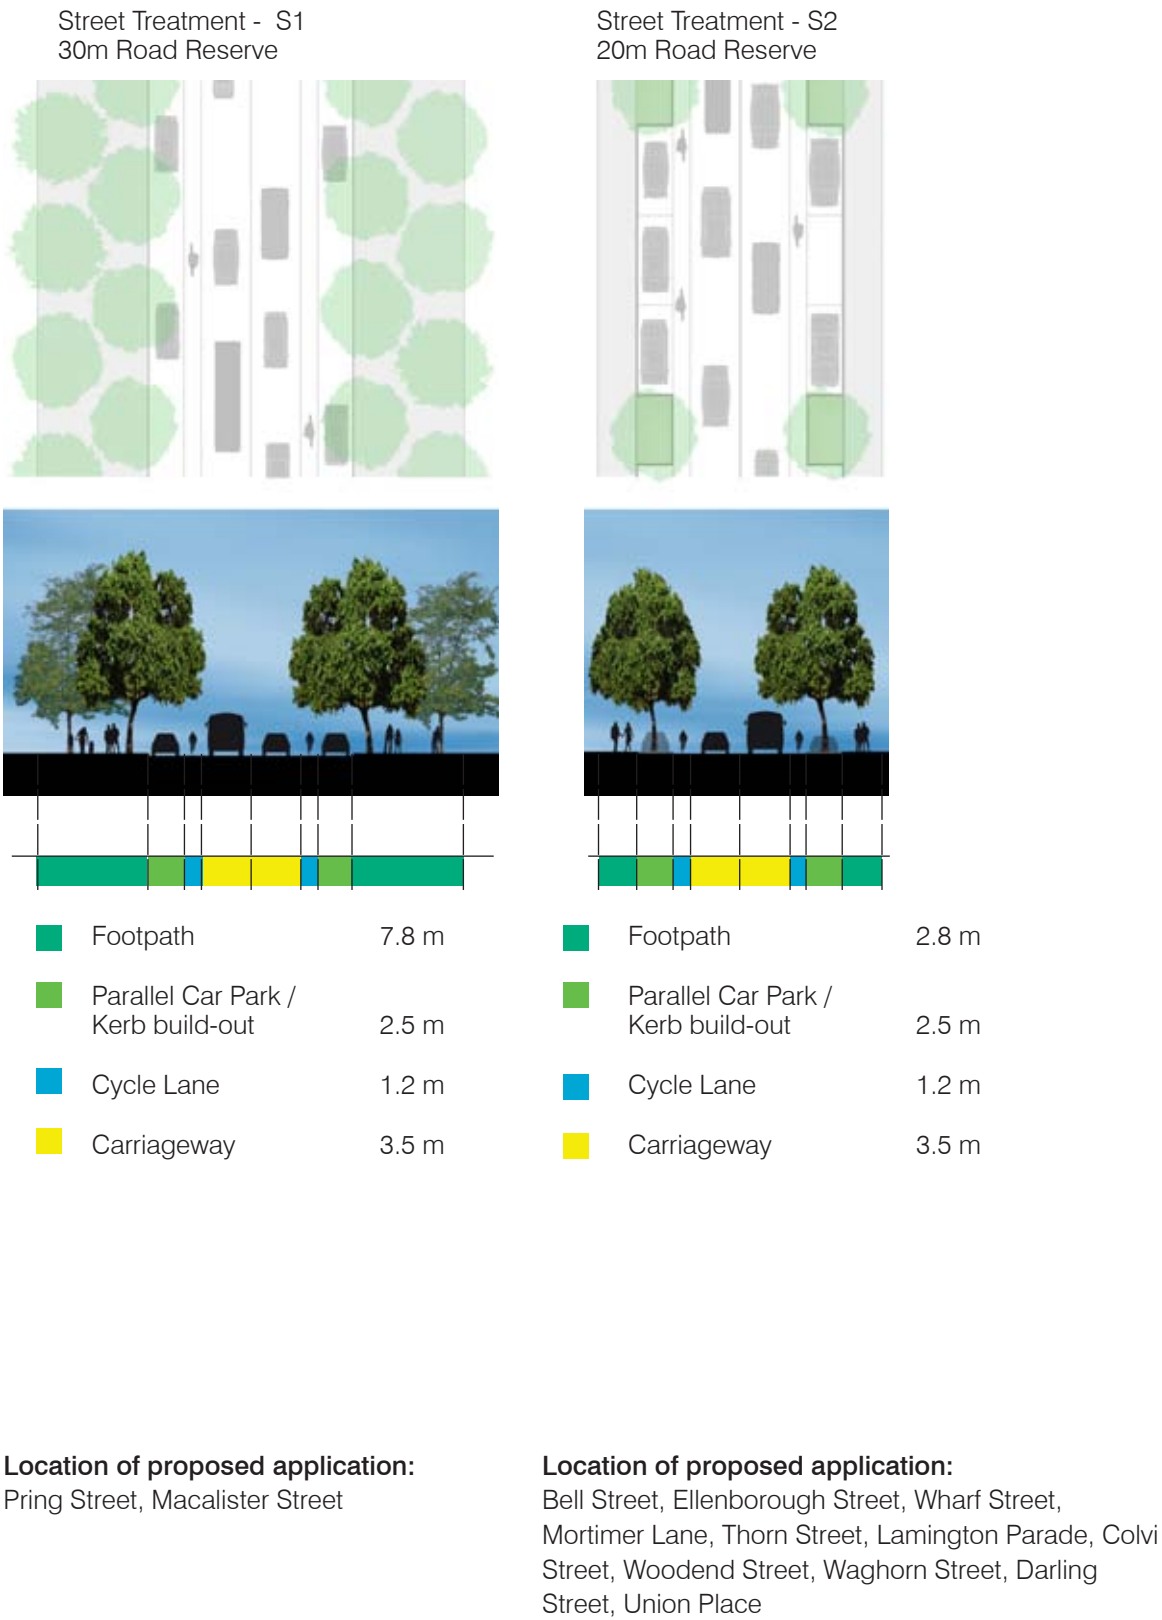 Street Treatment - S1
30m Road Reserve
Footpath 7.8 m
Parallel Car Park /
Kerb build-out 2.5 m
Cycle Lane 1.2 m
Carriageway 3.5 m
Location of proposed application:
Pring Street, Macalister Street
Street Treatment - S2
20m Road Reserve
Footpath 2.8 m
Parallel Car Park /
Kerb build-out 2.5 m
Cycle Lane 1.2 m
Carriageway 3.5 m
Location of proposed application:
Bell Street, Ellenborough Street, Wharf Street,
Mortimer Lane, Thorn Street, Lamington Parade, Colvi
Street, Woodend Street, Waghorn Street, Darling
Street, Union Place